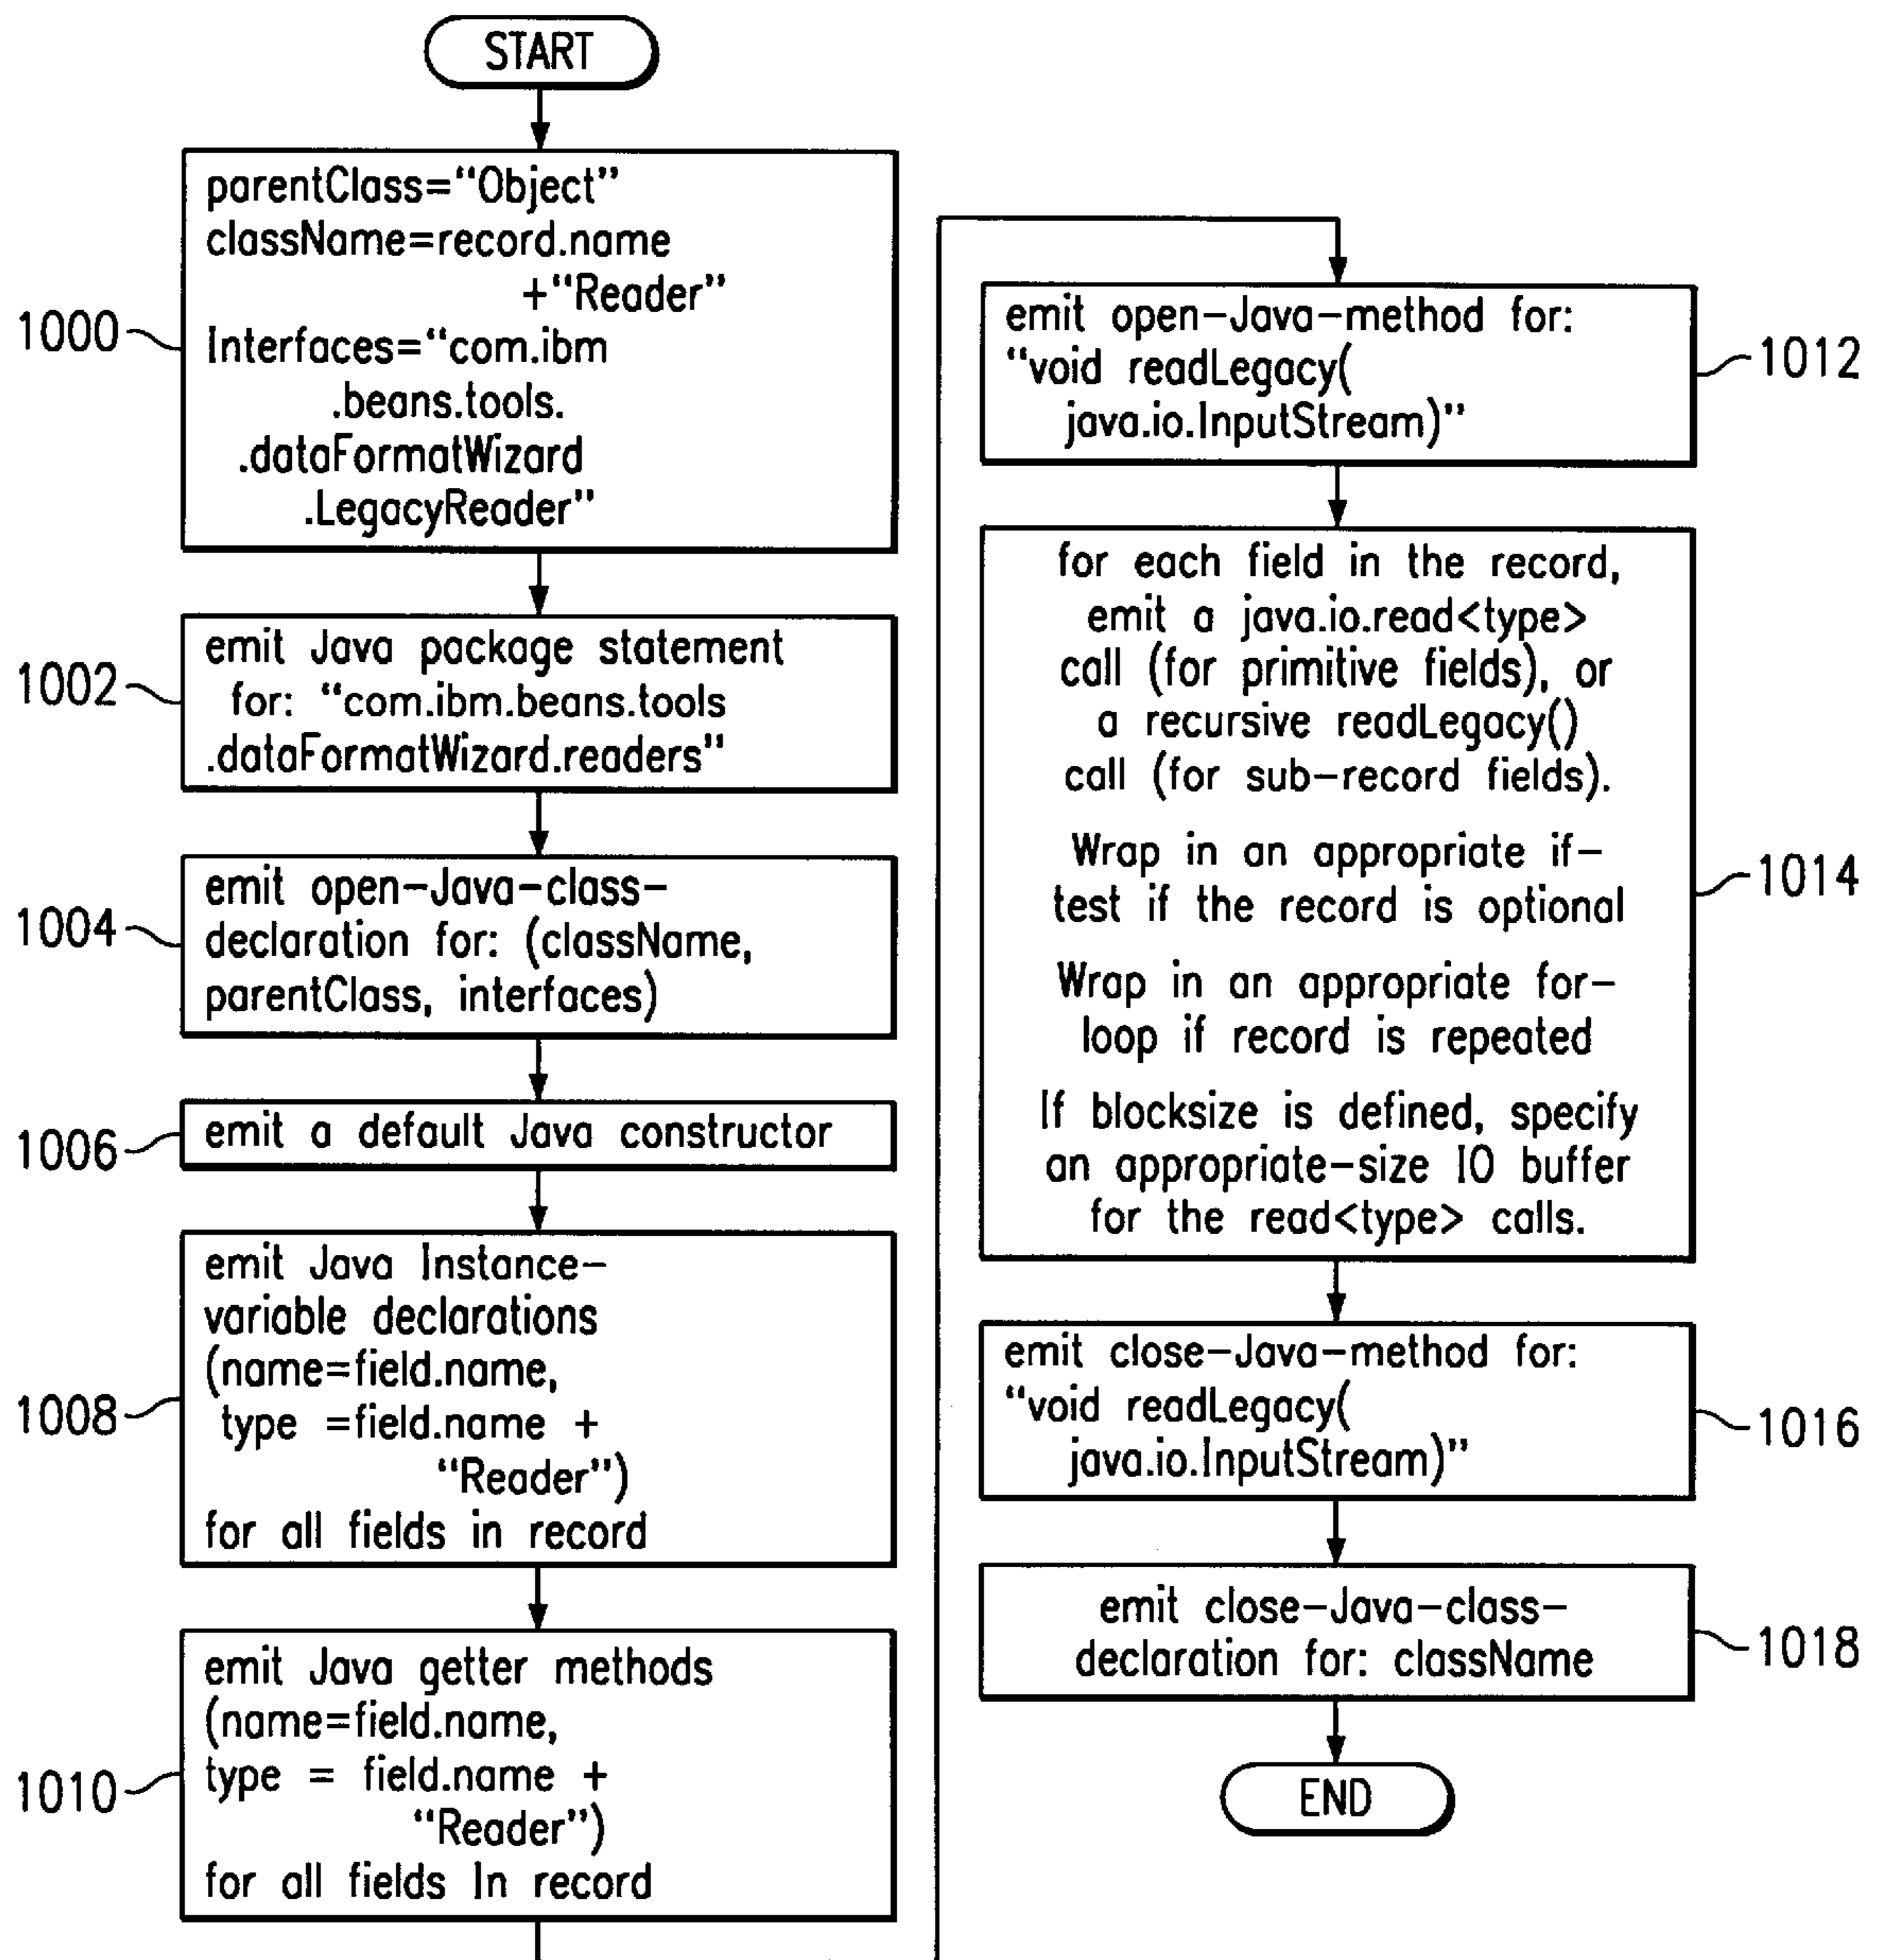 START
parentClass="Object"
className=record.name
+"Reader"
Interfaces="com.ibm
.beans.tools.
.dataFormatWizard
.LegacyReader"
1000
emit Java package statement
for: "com.ibm.beans.tools
.dataFormatWizard.readers"
1002
emit open-Java-class-
declaration for: (className,
parentClass, interfaces)
1004
emit a default Java constructor
1006
emit Java Instance-
variable declarations
(name=field.name,
type =field.name +
"Reader")
for all fields in record
1008
emit Java getter methods
(name=field.name,
type = field.name +
"Reader")
for all fields In record
1010
emit open-Java-method for:
"void readLegacy(
java.io.InputStream)"
1012
for each field in the record,
emit a java.io.read<type>
call (for primitive fields), or
a recursive readLegacy()
call (for sub-record fields).
Wrap in an appropriate if-
test if the record is optional
Wrap in an appropriate for-
loop if record is repeated
If blocksize is defined, specify
an appropriate-size IO buffer
for the read<type> calls.
1014
emit close-Java-method for:
"void readLegacy(
java.io.InputStream)"
1016
emit close-Java-class-
declaration for: className
1018
END